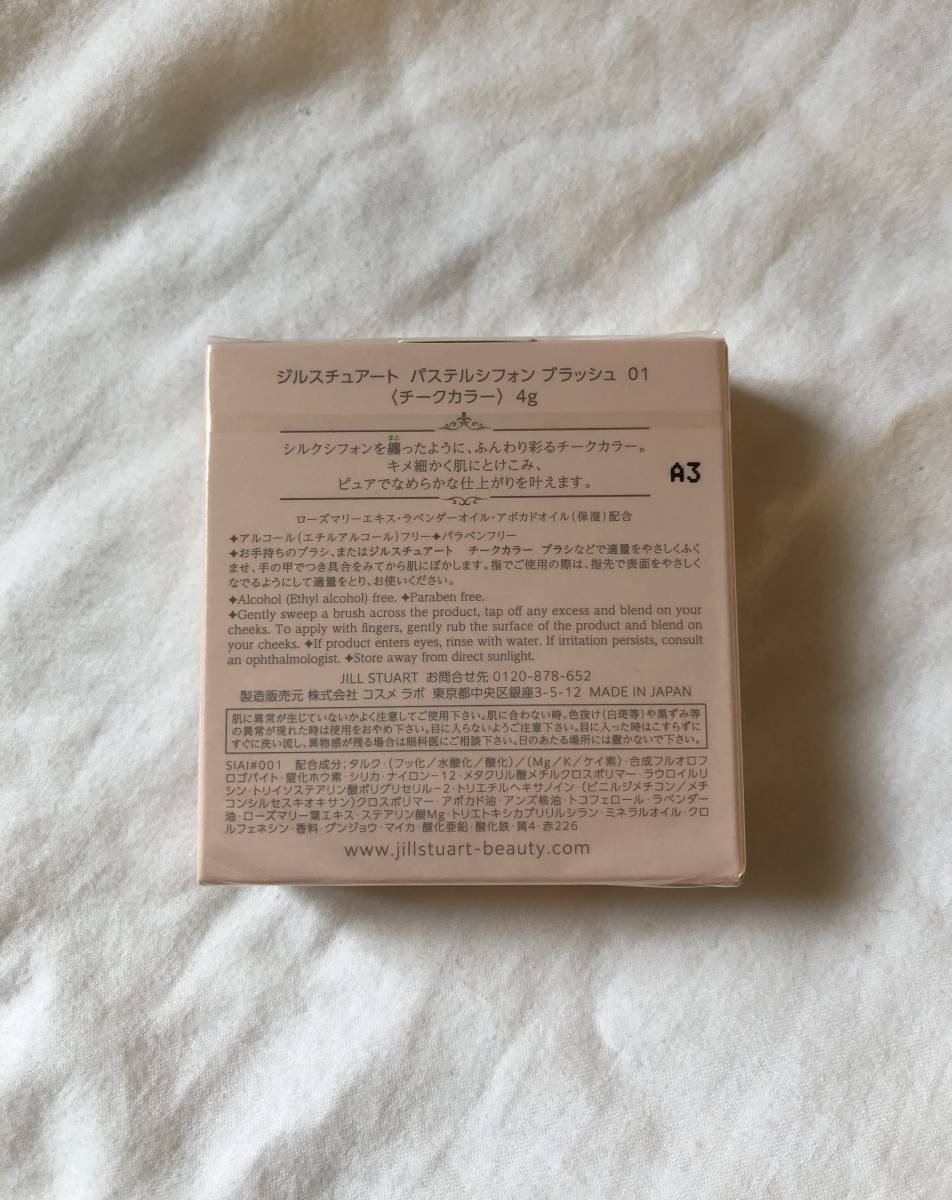 ジルスチュアート パステルシフォン ブラッシュ 01
〈チークカラー〉 4g
シルクシフォンを纏ったように、ふんわり彩るチークカラー。
まと
キメ細かく肌にとけこみ、
ピュアでなめらかな仕上がりを叶えます。
A3
ローズマリーエキス・ラベンダーオイル・アボカドオイル(保湿)配合
✦アルコール(エチルアルコール)フリー✦パラベンフリー
✦お手持ちのブラシ、またはジルスチュアート チークカラー ブラシなどで適量をやさしくふく
ませ、手の甲でつき具合をみてから肌にぼかします。指でご使用の際は、指先で表面をやさしく
なでるようにして適量をとり、お使いください。
✦Alcohol (Ethyl alcohol) free. ✦Paraben free.
✦Gently sweep a brush across the product, tap off any excess and blend on your
cheeks. To apply with fingers, gently rub the surface of the product and blend on
your cheeks. ✦If product enters eyes, rinse with water. If irritation persists, consult
an ophthalmologist. ✦Store away from direct sunlight.
JILL STUART お問合せ先 0120-878-652
製造販売元 株式会社 コスメ ラボ 東京都中央区銀座3-5-12 MADE IN JAPAN
肌に異常が生じていないかよく注意してご使用下さい。肌に合わない時、色抜け(白斑等)や黒ずみ等
の異常が現れた時は使用をおやめ下さい。目に入らないようご注意下さい。目に入った時はこすらずに
すぐに洗い流し、異物感が残る場合は眼科医にご相談下さい。日のあたる場所には置かないで下さい。
SIAI#001 配合成分;タルク・(フッ化/水酸化/酸化)/(Mg/K/ケイ素)・合成フルオロフ
ロゴパイト・窒化ホウ素・シリカ・ナイロン-12・メタクリル酸メチルクロスポリマー・ラウロイルリ
シン・トリイソステアリン酸ポリグリセリル-2・トリエチルヘキサノイン・(ビニルジメチコン/メチ
コンシルセスキオキサン)クロスポリマー・アボカド油・アンズ核油・トコフェロール・ラベンダー
油・ローズマリー葉エキス・ステアリン酸Mg・トリエトキシカプリリルシラン・ミネラルオイル・クロ
ルフェネシン・香料・グンジョウ・マイカ・酸化亜鉛・酸化鉄・黄4・赤226
www.jillstuart-beauty.com